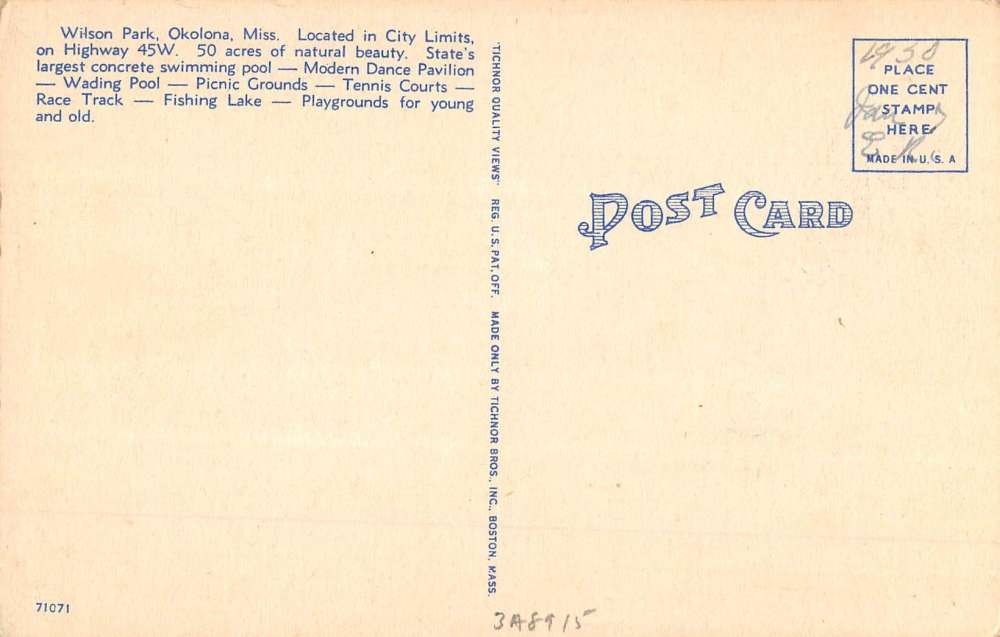 Wilson Park, Okolona, Miss. Located in City Limits,
on Highway 45W. 50 acres of natural beauty. State's
largest concrete swimming pool — Modern Dance Pavilion
— Wading Pool — Picnic Grounds — Tennis Courts —
Race Track — Fishing Lake — Playgrounds for young
and old.
"TICHNOR QUALITY VIEWS" REG. U. S. PAT. OFF. MADE ONLY BY TICHNOR BROS., INC., BOSTON, MASS.
PLACE
ONE CENT
STAMP
HERE
MADE IN U. S. A
POST CARD
71071
3A8915